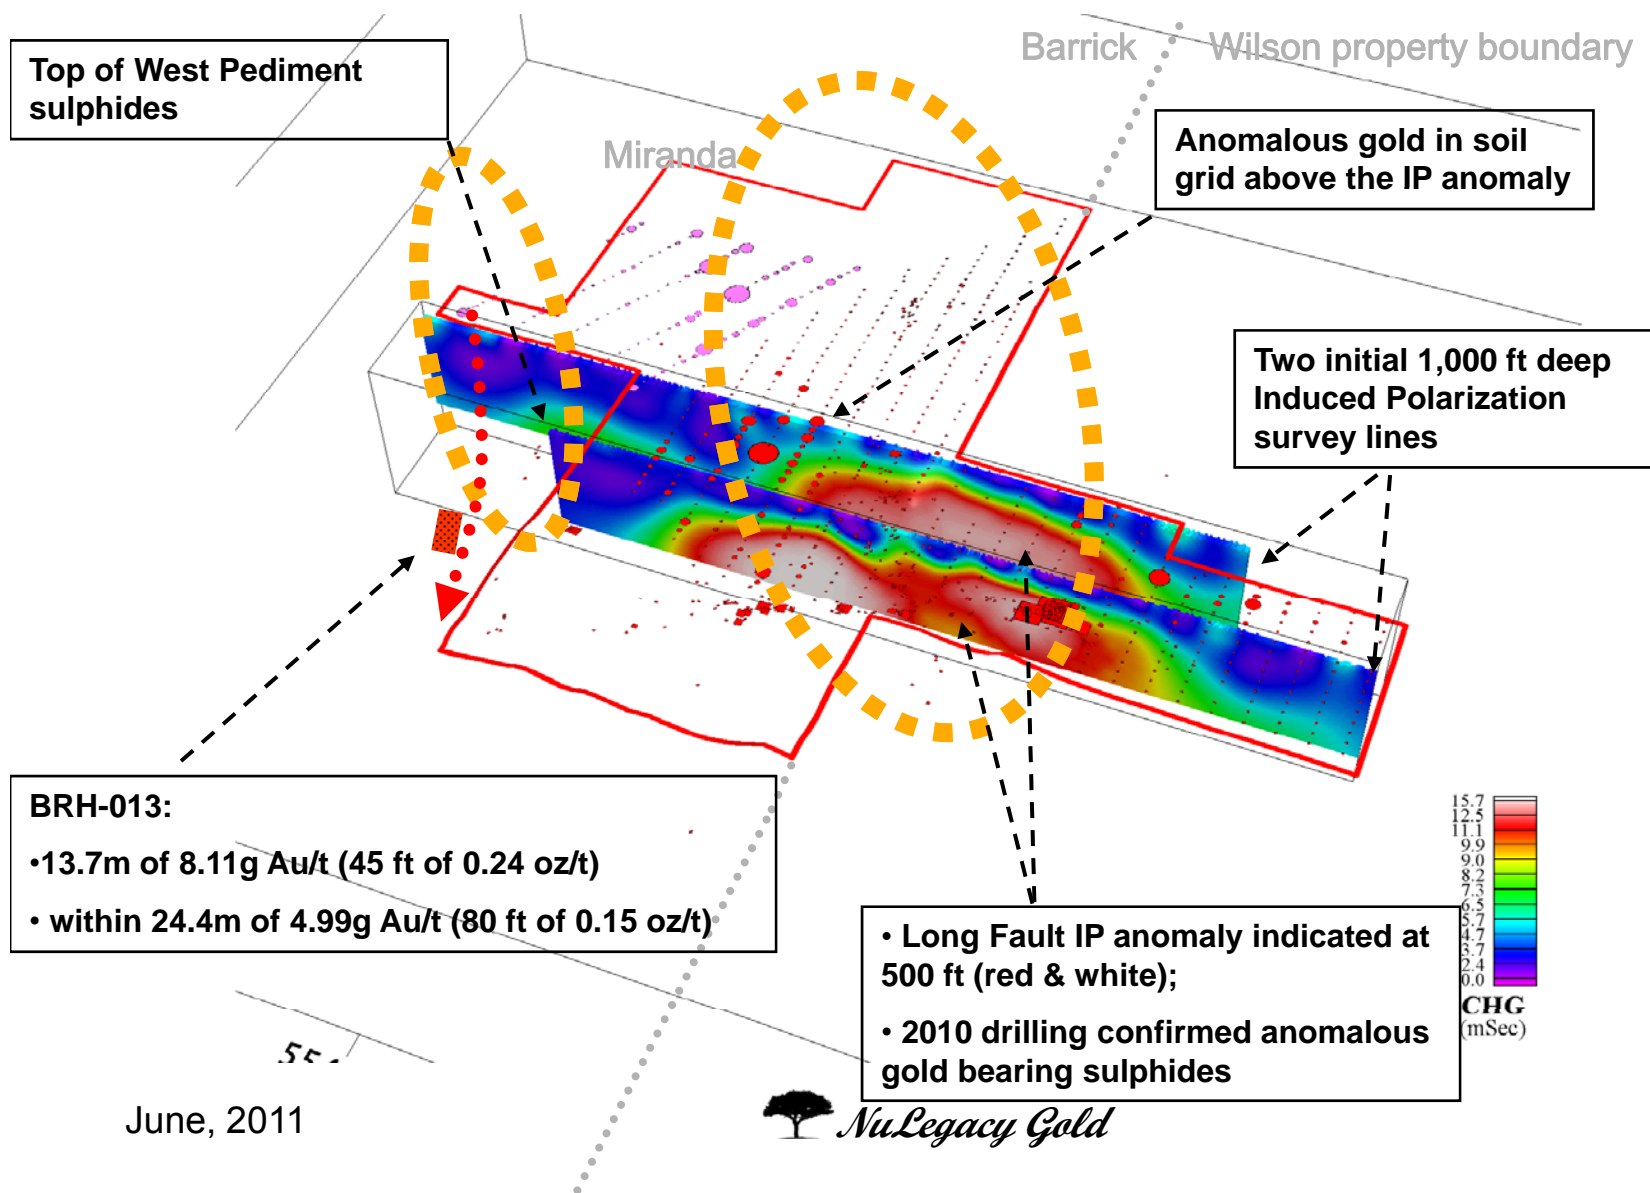 Barrick
Wilson property boundary
Top of West Pediment
sulphides
Miranda
Anomalous gold in soil
grid above the IP anomaly
Two initial 1,000 ft deep
Induced Polarization
survey lines
BRH-013:
•13.7m of 8.11g Au/t (45 ft of 0.24 oz/t)
• within 24.4m of 4.99g Au/t (80 ft of 0.15 oz/t)
• Long Fault IP anomaly indicated at
500 ft (red & white);
• 2010 drilling confirmed anomalous
gold bearing sulphides
15.7
12.5
11.1
9.9
9.0
8.2
7.3
6.5
5.7
4.7
3.7
2.4
0.0
CHG
(mSec)
June, 2011
NuLegacy Gold